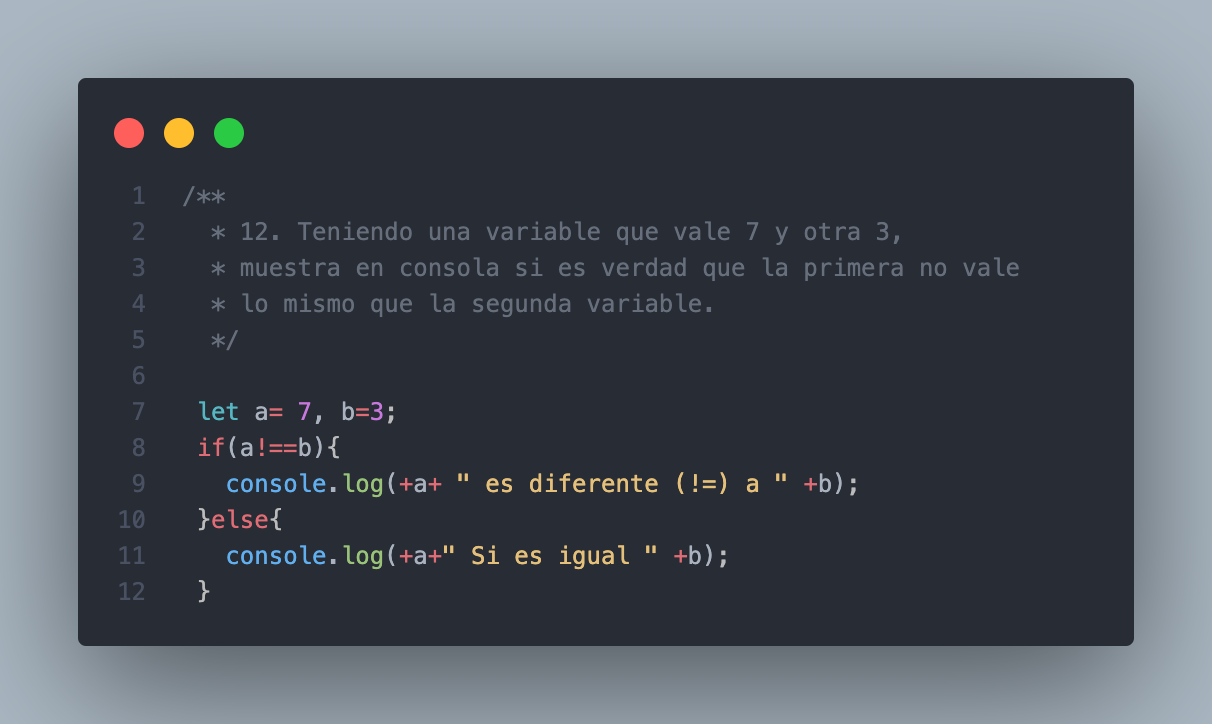 1 /**
2 * 12. Teniendo una variable que vale 7 y otra 3,
3 * muestra en consola si es verdad que la primera no vale
4 * lo mismo que la segunda variable.
5 */
6
7 let a= 7, b=3;
8 if(a!==b){
9 console.log(+a+ " es diferente (!=) a " +b);
10 }else{
11 console.log(+a+" Si es igual " +b);
12 }